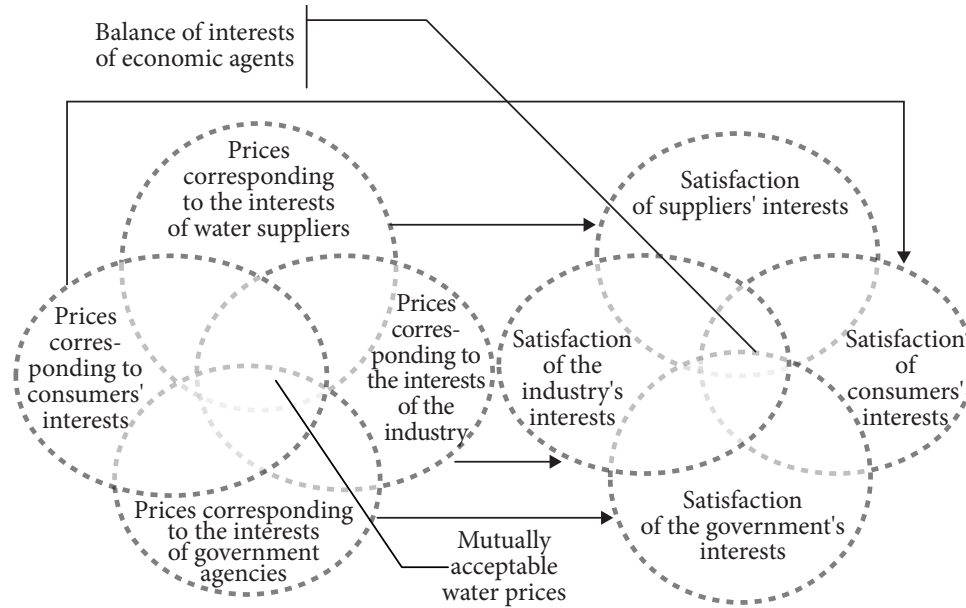 Balance of interests
of economic agents
Prices
corresponding
to the interests
of water suppliers
Prices
corres-
ponding to
consumers'
interests
Prices
corres-
ponding to
the interests
of the
industry
Prices corresponding
to the interests
of government
agencies
Mutually
acceptable
water prices
Satisfaction
of suppliers' interests
Satisfaction
of the
industry's
interests
Satisfaction
of
consumers'
interests
Satisfaction
of the government's
interests